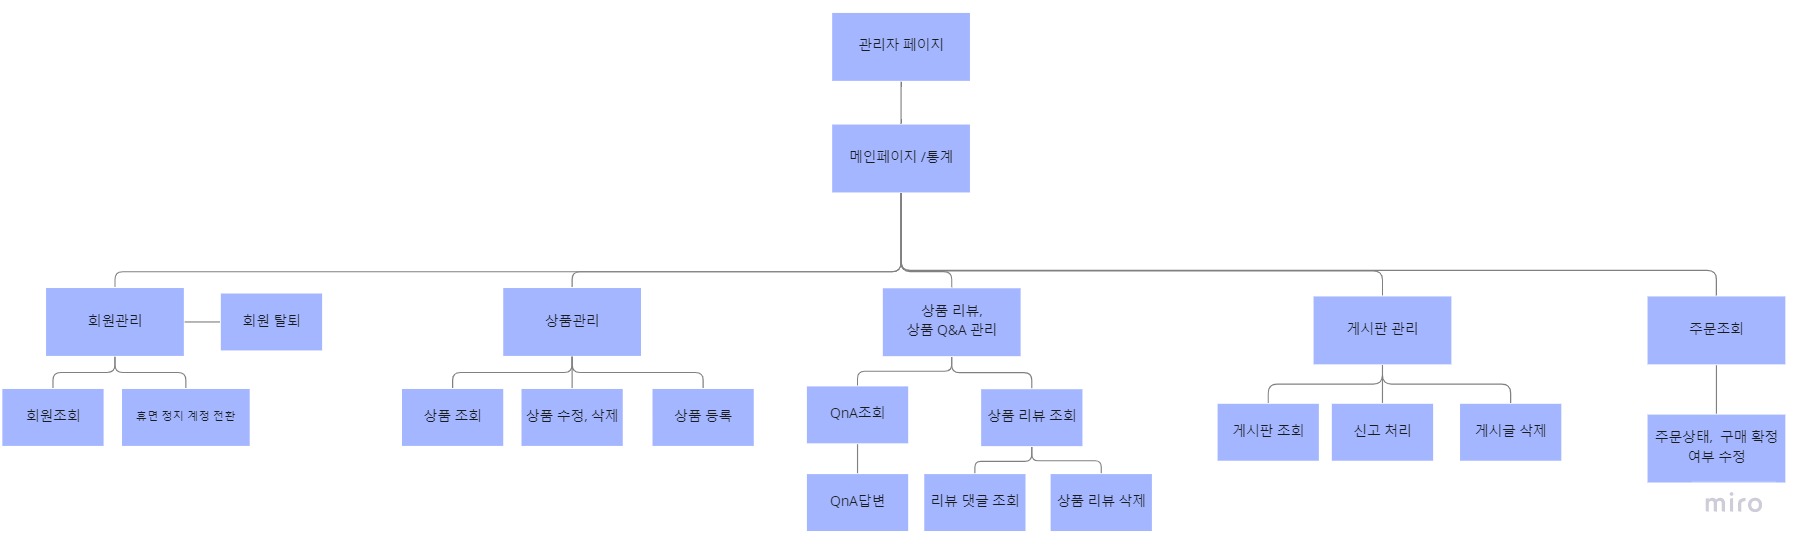 관리자 페이지
메인페이지 /통계
회원관리
회원 탈퇴
상품관리
상품 리뷰,
상품 Q&A 관리
게시판 관리
주문조회
회원조회
휴면 정지 계정 전환
상품 조회
상품 수정, 삭제
상품 등록
QnA조회
상품 리뷰 조회
게시판 조회
신고 처리
게시글 삭제
주문상태, 구매 확정
여부 수정
QnA답변
리뷰 댓글 조회
상품 리뷰 삭제
miro